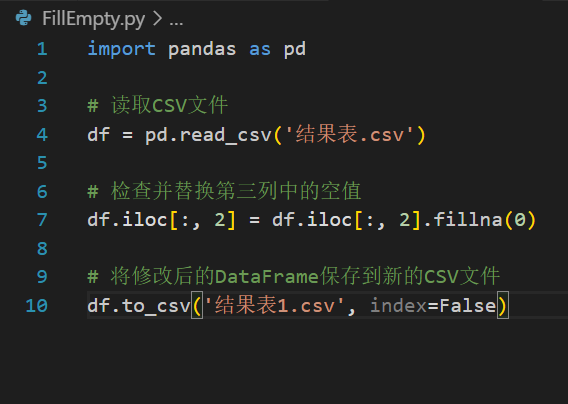 FillEmpty.py > ...
1 import pandas as pd
2
3 # 读取CSV文件
4 df = pd.read_csv('结果表.csv')
5
6 # 检查并替换第三列中的空值
7 df.iloc[:, 2] = df.iloc[:, 2].fillna(0)
8
9 # 将修改后的DataFrame保存到新的CSV文件
10 df.to_csv('结果表1.csv', index=False)